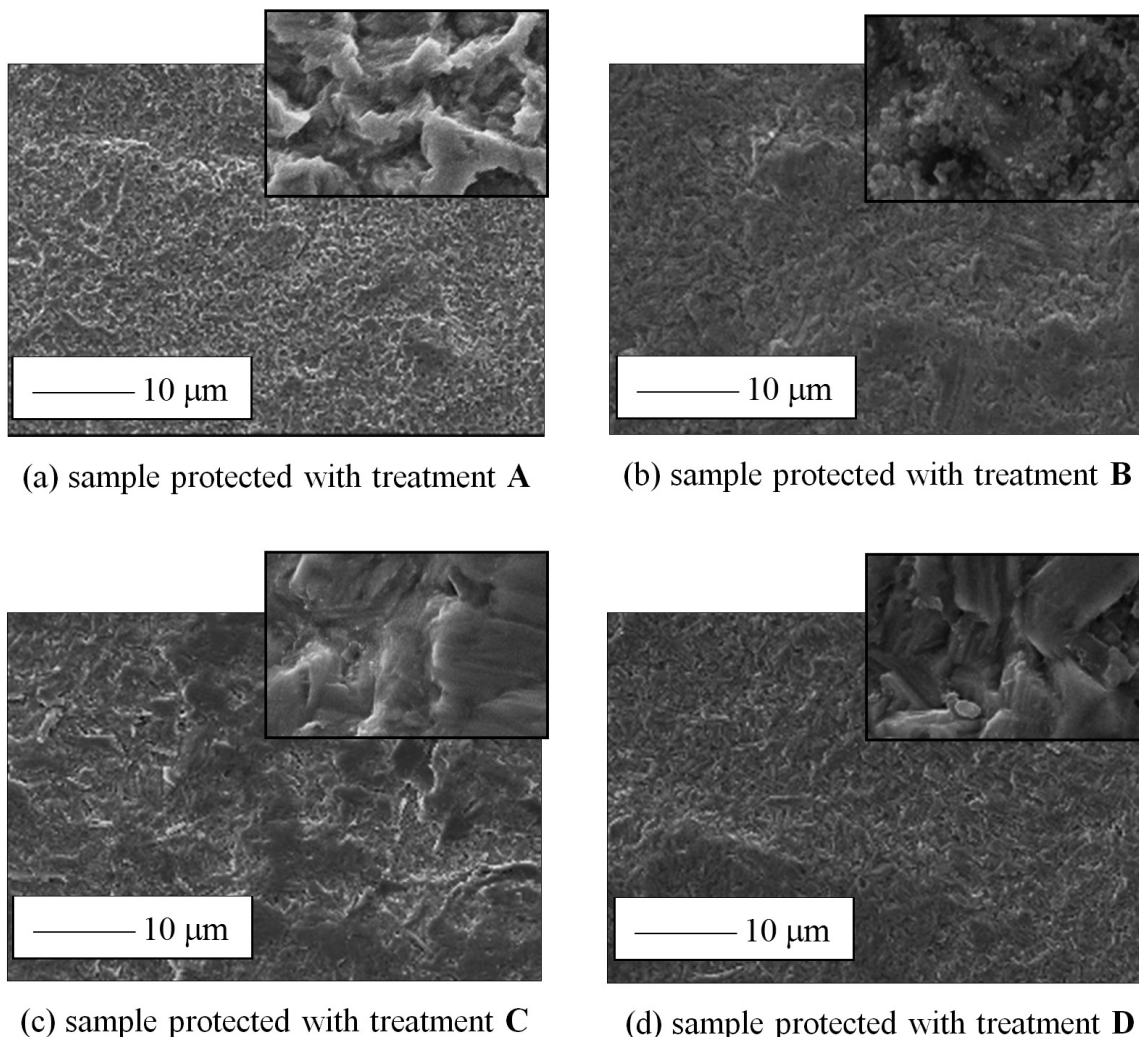 10 μm
10 μm
(a) sample protected with treatment A
(b) sample protected with treatment B
10 μm
10 μm
(c) sample protected with treatment C
(d) sample protected with treatment D